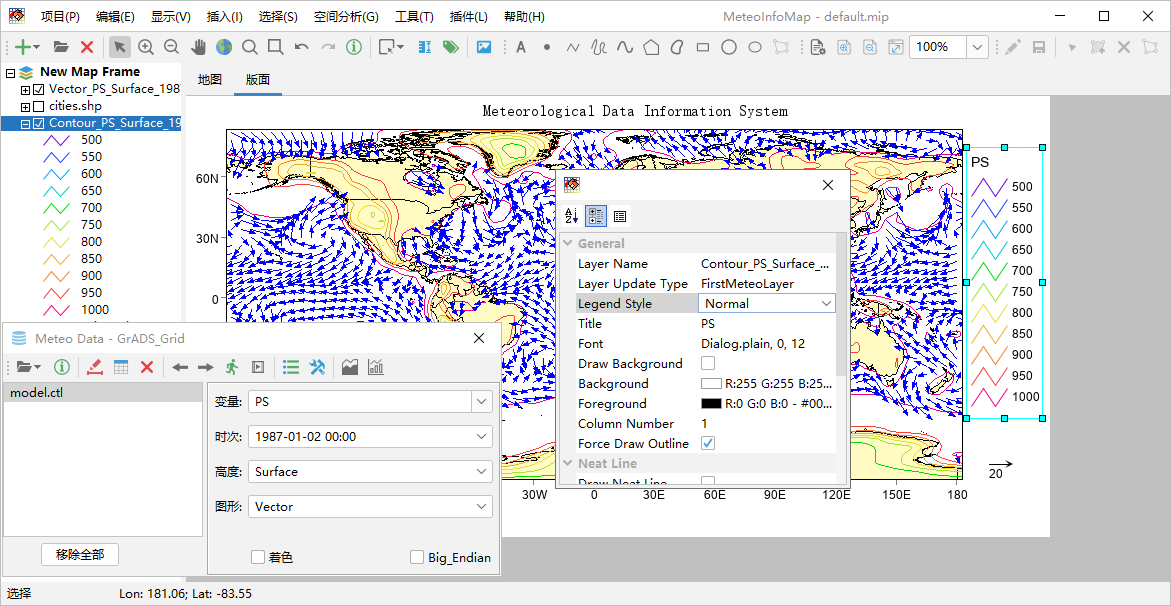 项目(P) 编辑(E) 显示(V) 插入(I) 选择(S) 空间分析(G) 工具(T) 插件(L) 帮助(H) MeteoInfoMap - default.mip
100%
New Map Frame
Vector_PS_Surface_198
cities.shp
Contour_PS_Surface_19
500
550
600
650
700
750
800
850
900
950
1000
地图 版面
Meteorological Data Information System
60N
30N
0
30W 0 30E 60E 90E 120E 150E 180
PS
500
550
600
650
700
750
800
850
900
950
1000
20
General
Layer Name Contour_PS_Surface_...
Layer Update Type FirstMeteoLayer
Legend Style Normal
Title PS
Font Dialog.plain, 0, 12
Draw Background
Background R:255 G:255 B:25...
Foreground R:0 G:0 B:0 - #00...
Column Number 1
Force Draw Outline
Neat Line
Draw Neat Line
Meteo Data - GrADS_Grid
model.ctl
变量: PS
时次: 1987-01-02 00:00
高度: Surface
图形: Vector
移除全部
着色 Big_Endian
选择 Lon: 181.06; Lat: -83.55